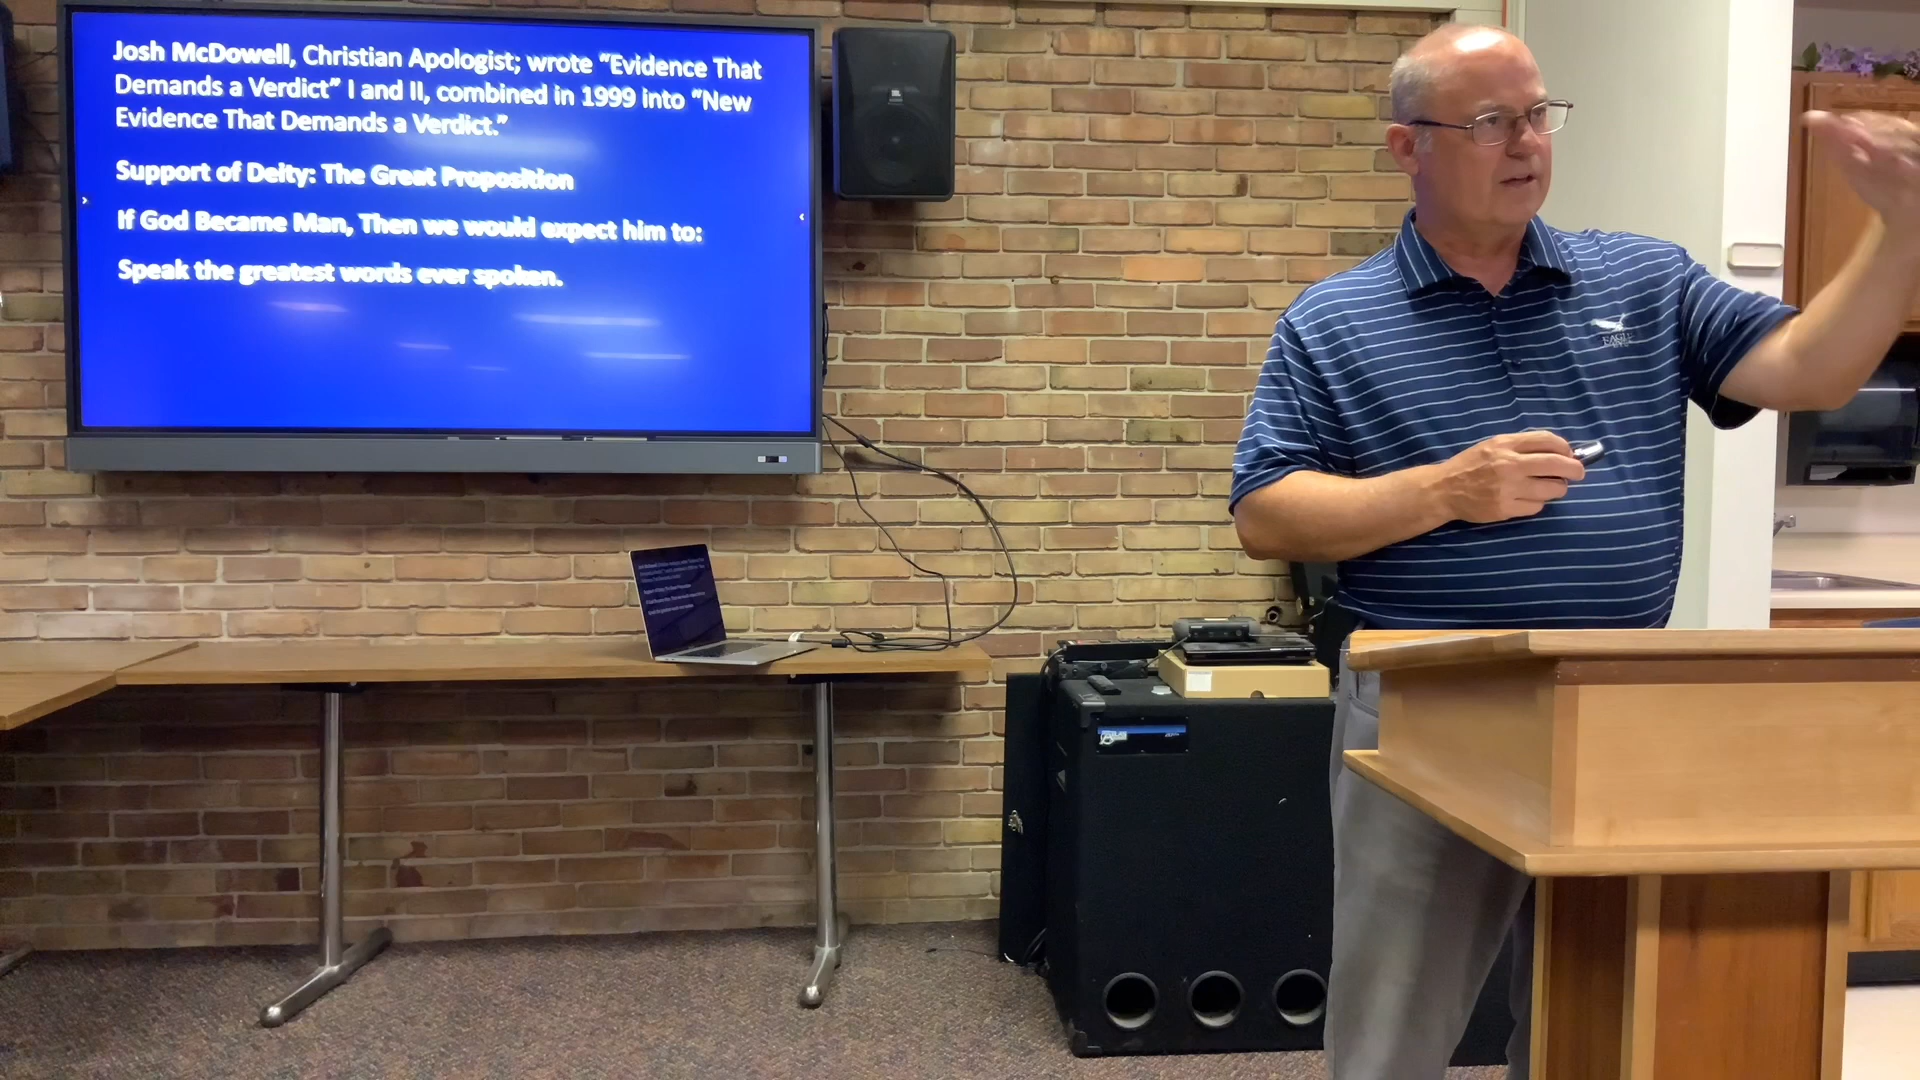 Josh McDowell, Christian Apologist; wrote "Evidence That
Demands a Verdict" I and II, combined in 1999 into "New
Evidence That Demands a Verdict."
Support of Deity: The Great Proposition
If God Became Man, Then we would expect him to:
Speak the greatest words ever spoken.
EAGLE